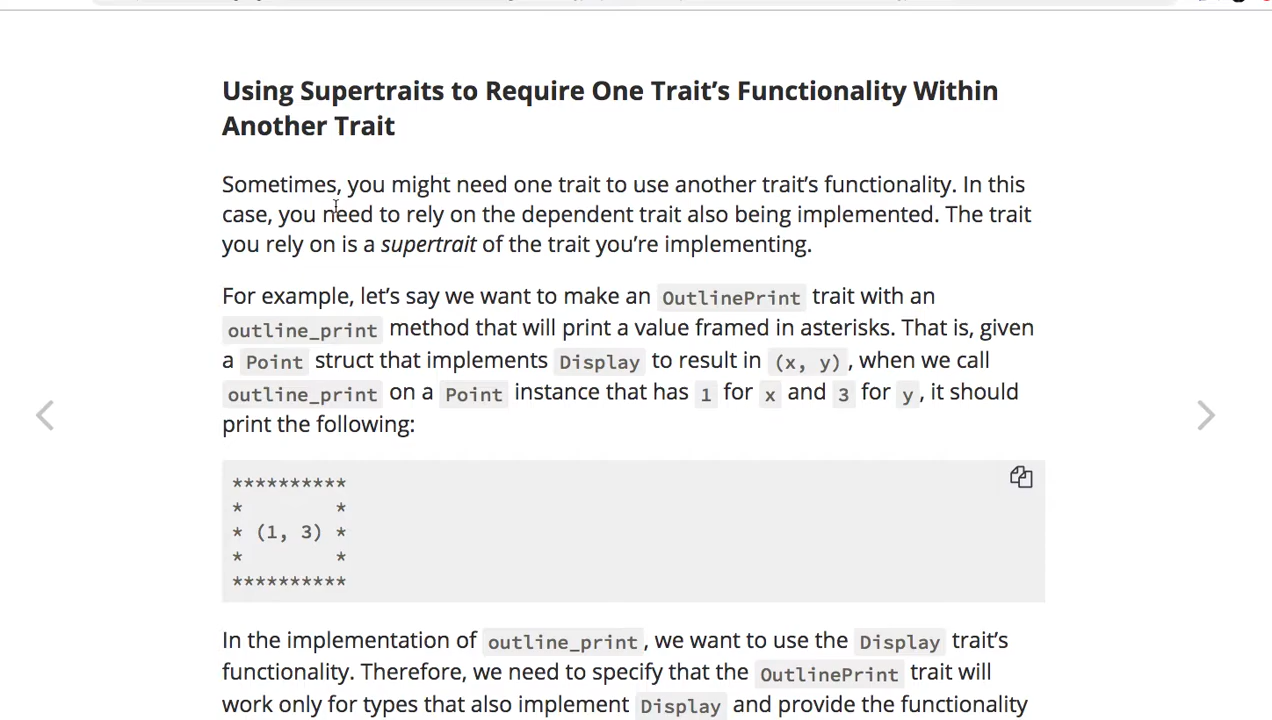 Using Supertraits to Require One Trait’s Functionality Within
Another Trait
Sometimes, you might need one trait to use another trait’s functionality. In this
case, you need to rely on the dependent trait also being implemented. The trait
you rely on is a supertrait of the trait you’re implementing.
For example, let’s say we want to make an OutlinePrint trait with an
outline_print method that will print a value framed in asterisks. That is, given
a Point struct that implements Display to result in (x, y), when we call
outline_print on a Point instance that has 1 for x and 3 for y, it should
print the following:
**********
*        *
* (1, 3) *
*        *
**********
In the implementation of outline_print, we want to use the Display trait’s
functionality. Therefore, we need to specify that the OutlinePrint trait will
work only for types that also implement Display and provide the functionality